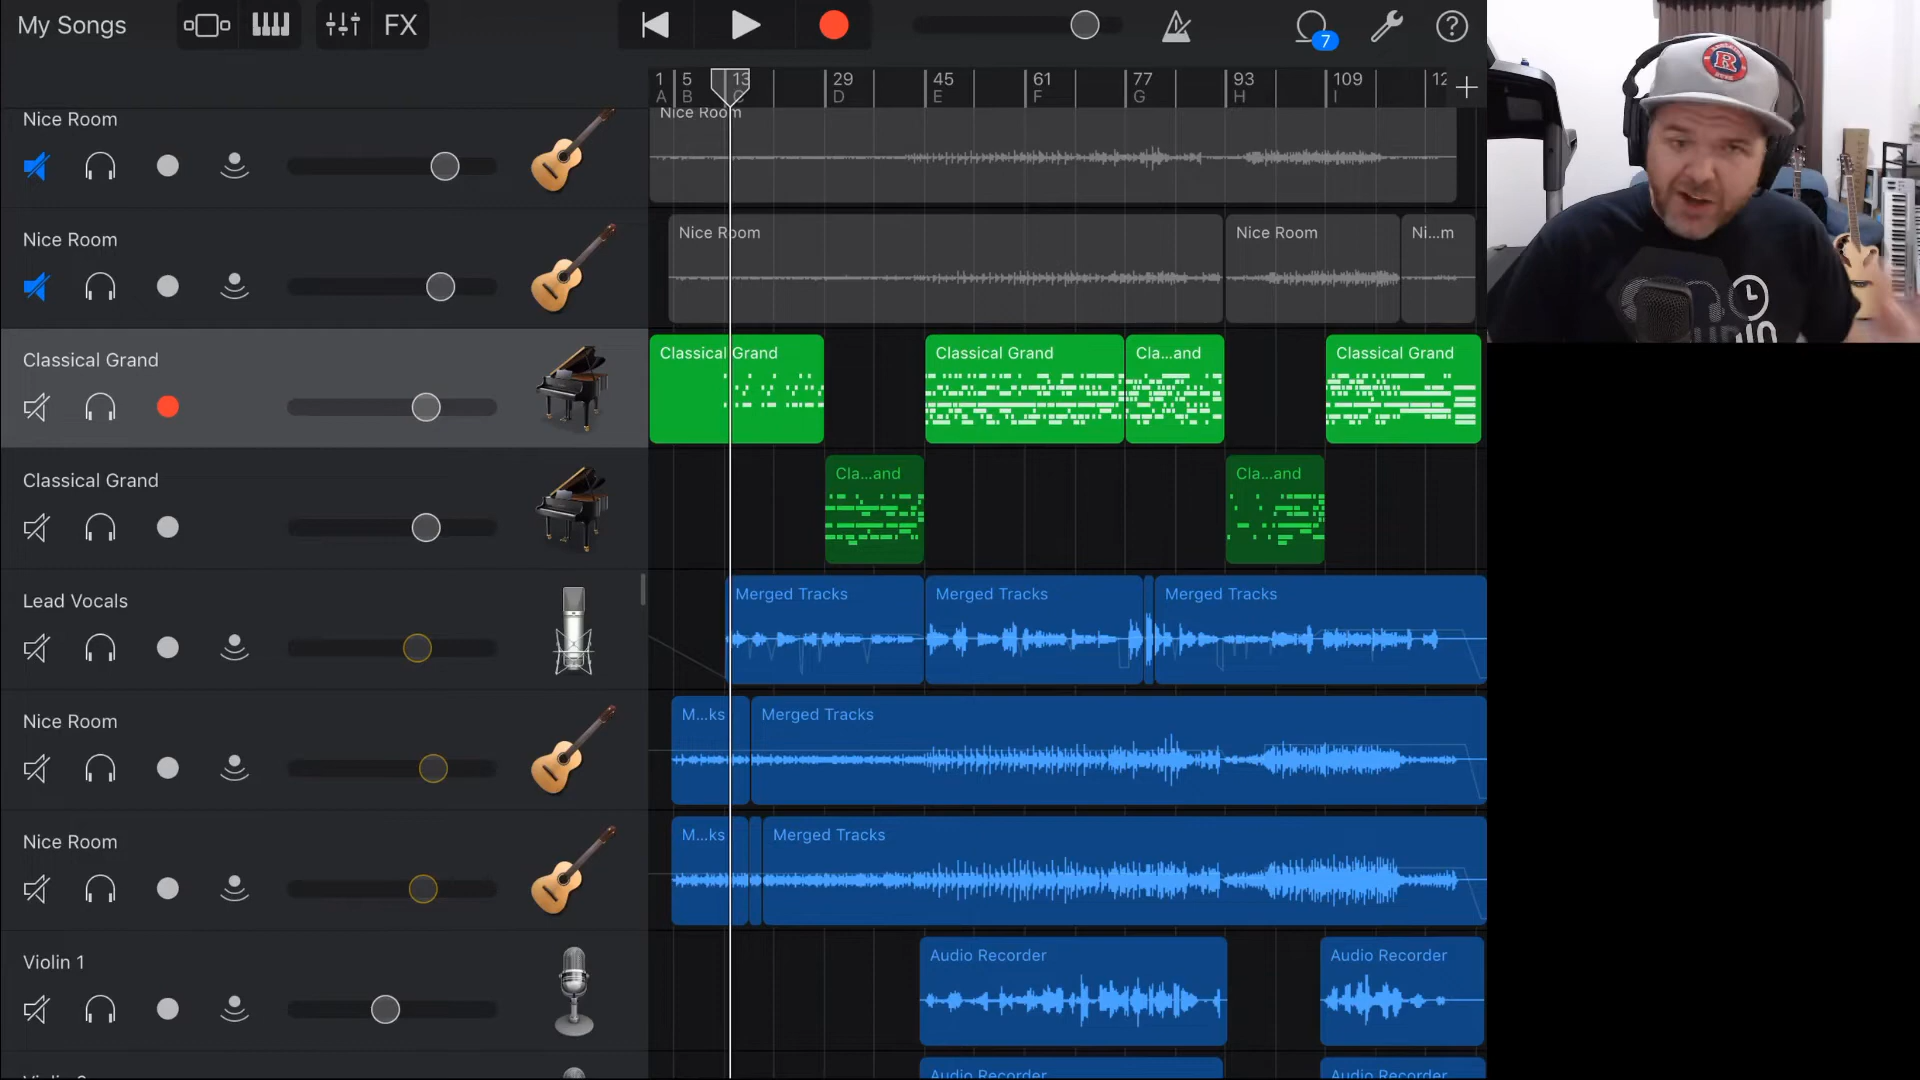 My Songs
FX
7
?
1 5 13 29 45 61 77 93 109 12
A B C D E F G H I
Nice Room
Nice Room
Nice Room
Nice Room
Nice Room
Ni...m
Classical Grand
Classical Grand
Classical Grand
Cla...and
Classical Grand
Classical Grand
Cla...and
Cla...and
Lead Vocals
Merged Tracks
Merged Tracks
Merged Tracks
Nice Room
M...ks
Merged Tracks
Nice Room
M...ks
Merged Tracks
Violin 1
Audio Recorder
Audio Recorder
Audio Recorder
Audio Recorder
R